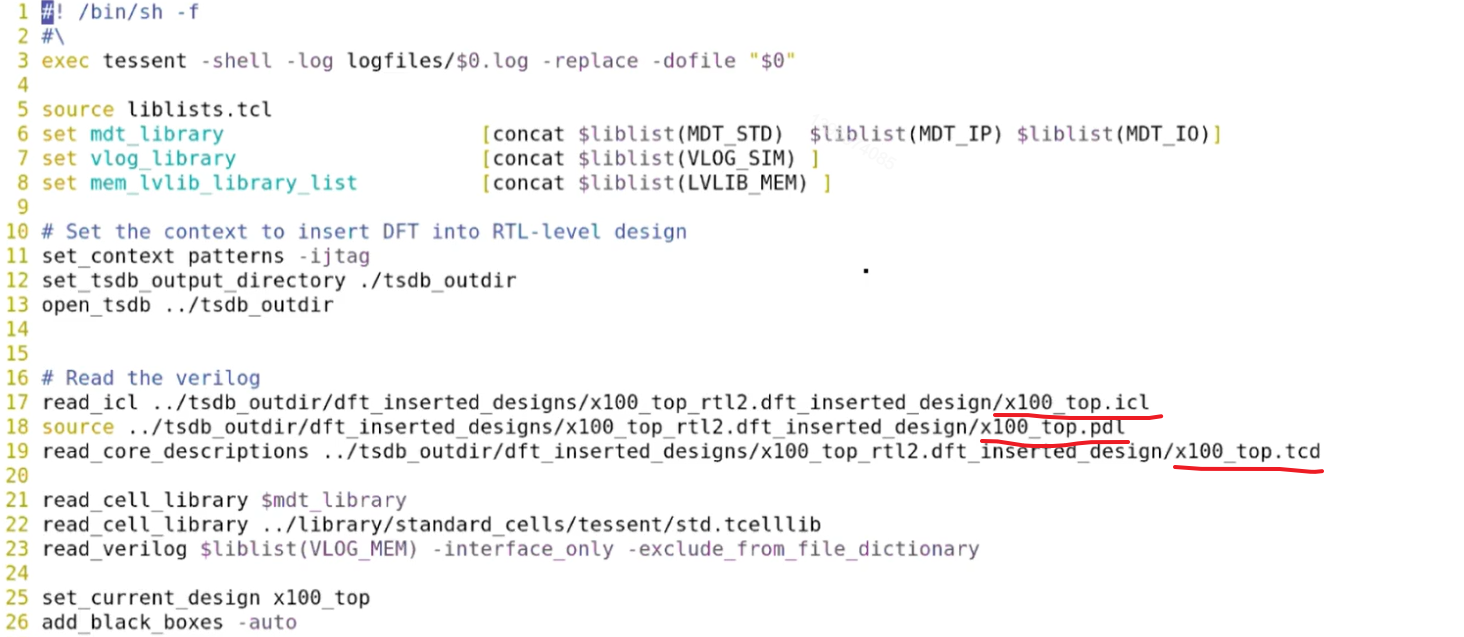 1 #! /bin/sh -f
2 #\
3 exec tessent -shell -log logfiles/$0.log -replace -dofile "$0"
4
5 source liblists.tcl
6 set mdt_library [concat $liblist(MDT_STD)  $liblist(MDT_IP) $liblist(MDT_IO)]
7 set vlog_library [concat $liblist(VLOG_SIM) ]
8 set mem_lvlib_library_list [concat $liblist(LVLIB_MEM) ]
9
10 # Set the context to insert DFT into RTL-level design
11 set_context patterns -ijtag
12 set_tsdb_output_directory ./tsdb_outdir
13 open_tsdb ../tsdb_outdir
14
15
16 # Read the verilog
17 read_icl ../tsdb_outdir/dft_inserted_designs/x100_top_rtl2.dft_inserted_design/x100_top.icl
18 source ../tsdb_outdir/dft_inserted_designs/x100_top_rtl2.dft_inserted_design/x100_top.pdl
19 read_core_descriptions ../tsdb_outdir/dft_inserted_designs/x100_top_rtl2.dft_inserted_design/x100_top.tcd
20
21 read_cell_library $mdt_library
22 read_cell_library ../library/standard_cells/tessent/std.tcelllib
23 read_verilog $liblist(VLOG_MEM) -interface_only -exclude_from_file_dictionary
24
25 set_current_design x100_top
26 add_black_boxes -auto